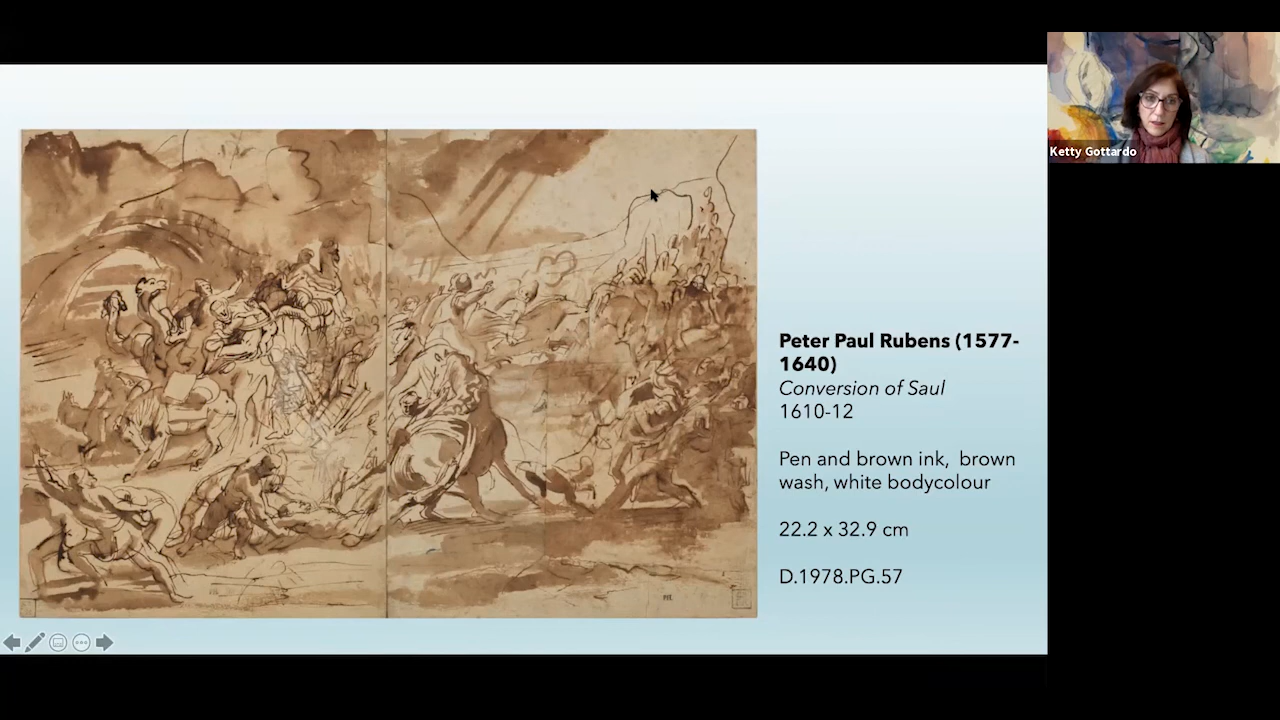 Ketty Gottardo
Peter Paul Rubens (1577-
1640)
Conversion of Saul
1610-12
Pen and brown ink,  brown
wash, white bodycolour
22.2 x 32.9 cm
D.1978.PG.57